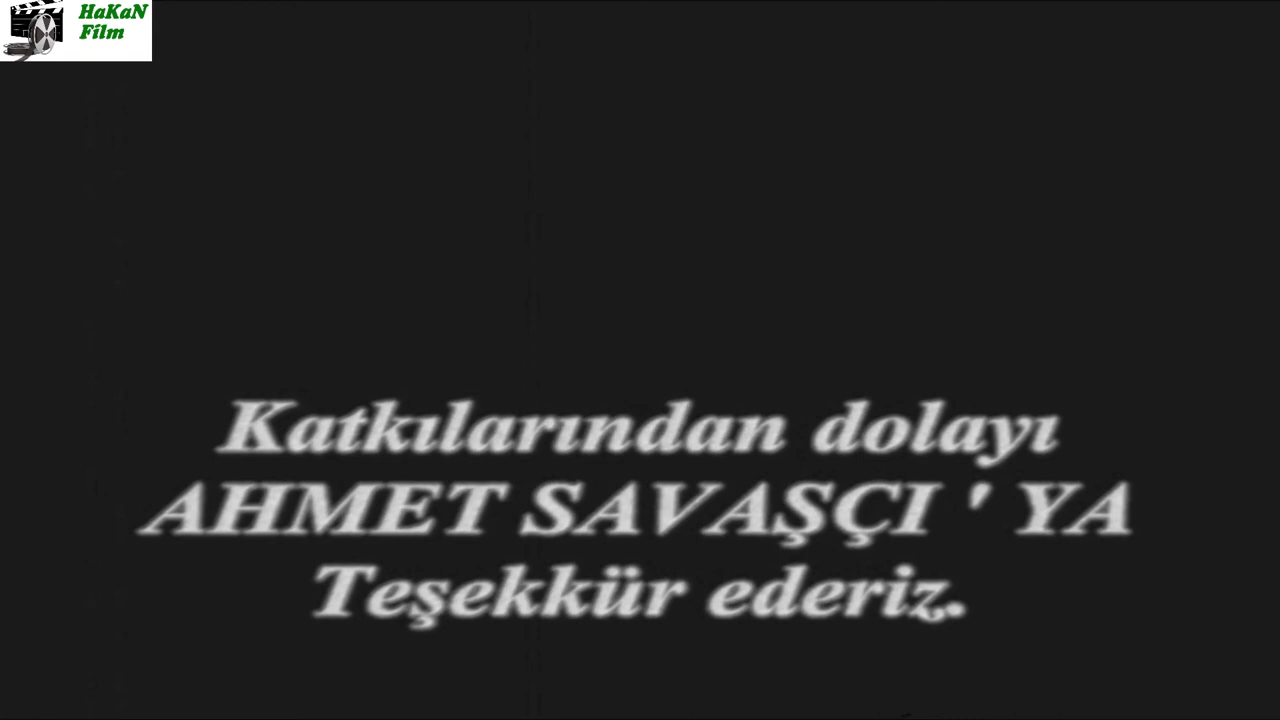 HaKaN
Film
Katkılarından dolayı
AHMET SAVAŞÇI ' YA
Teşekkür ederiz.